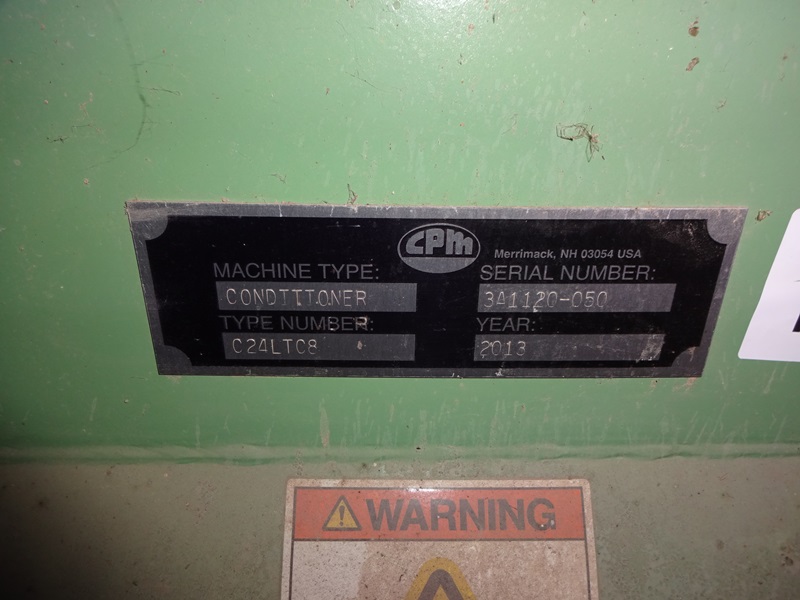 CPM
Merrimack, NH 03054 USA
MACHINE TYPE:
SERIAL NUMBER:
CONDITIONER
3A1120-050
TYPE NUMBER:
YEAR:
C24LTC8
2013
WARNING